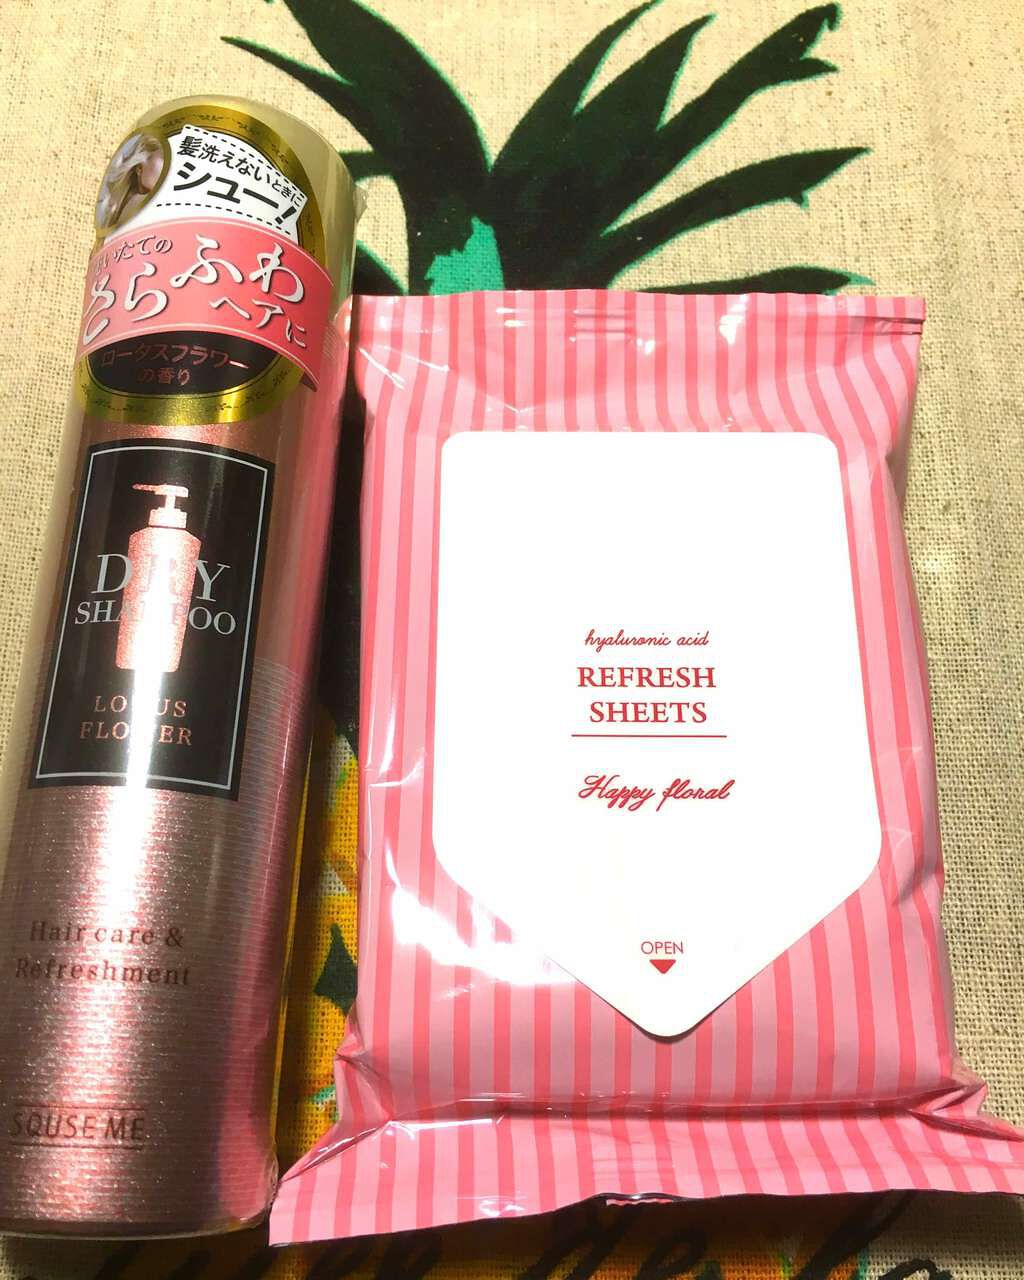 髪洗えないときに
シュー!
いたての
さらふわ
ヘアに
ロータスフラワー
の香り
DRY
SHAMPOO
LOTUS
FLOWER
Hair care &
Refreshment
SQUSE ME
hyaluronic acid
REFRESH
SHEETS
Happy floral
OPEN